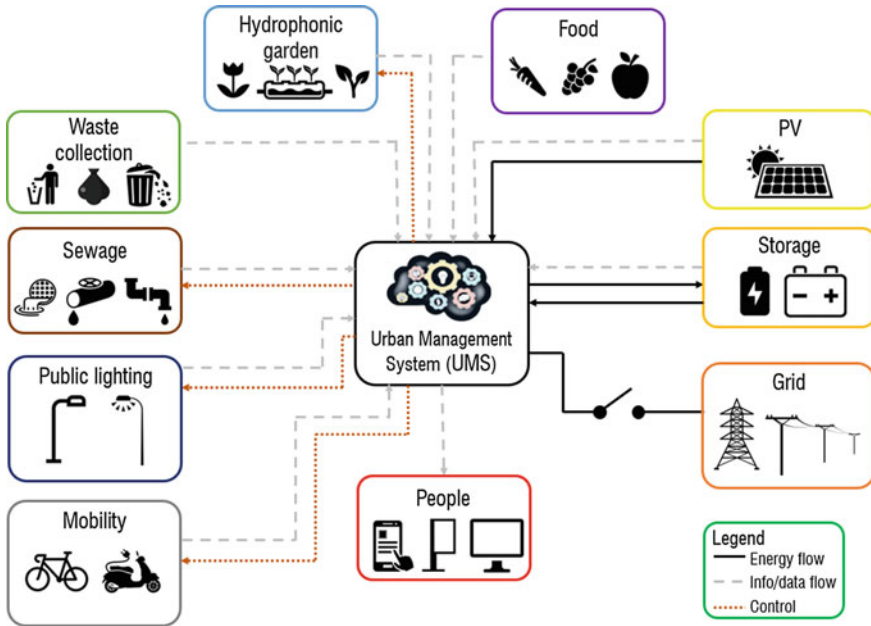 Hydrophonic
garden
Food
Waste
collection
PV
Sewage
Storage
Urban Management
System (UMS)
Public lighting
Grid
People
Mobility
Legend
Energy flow
Info/data flow
Control